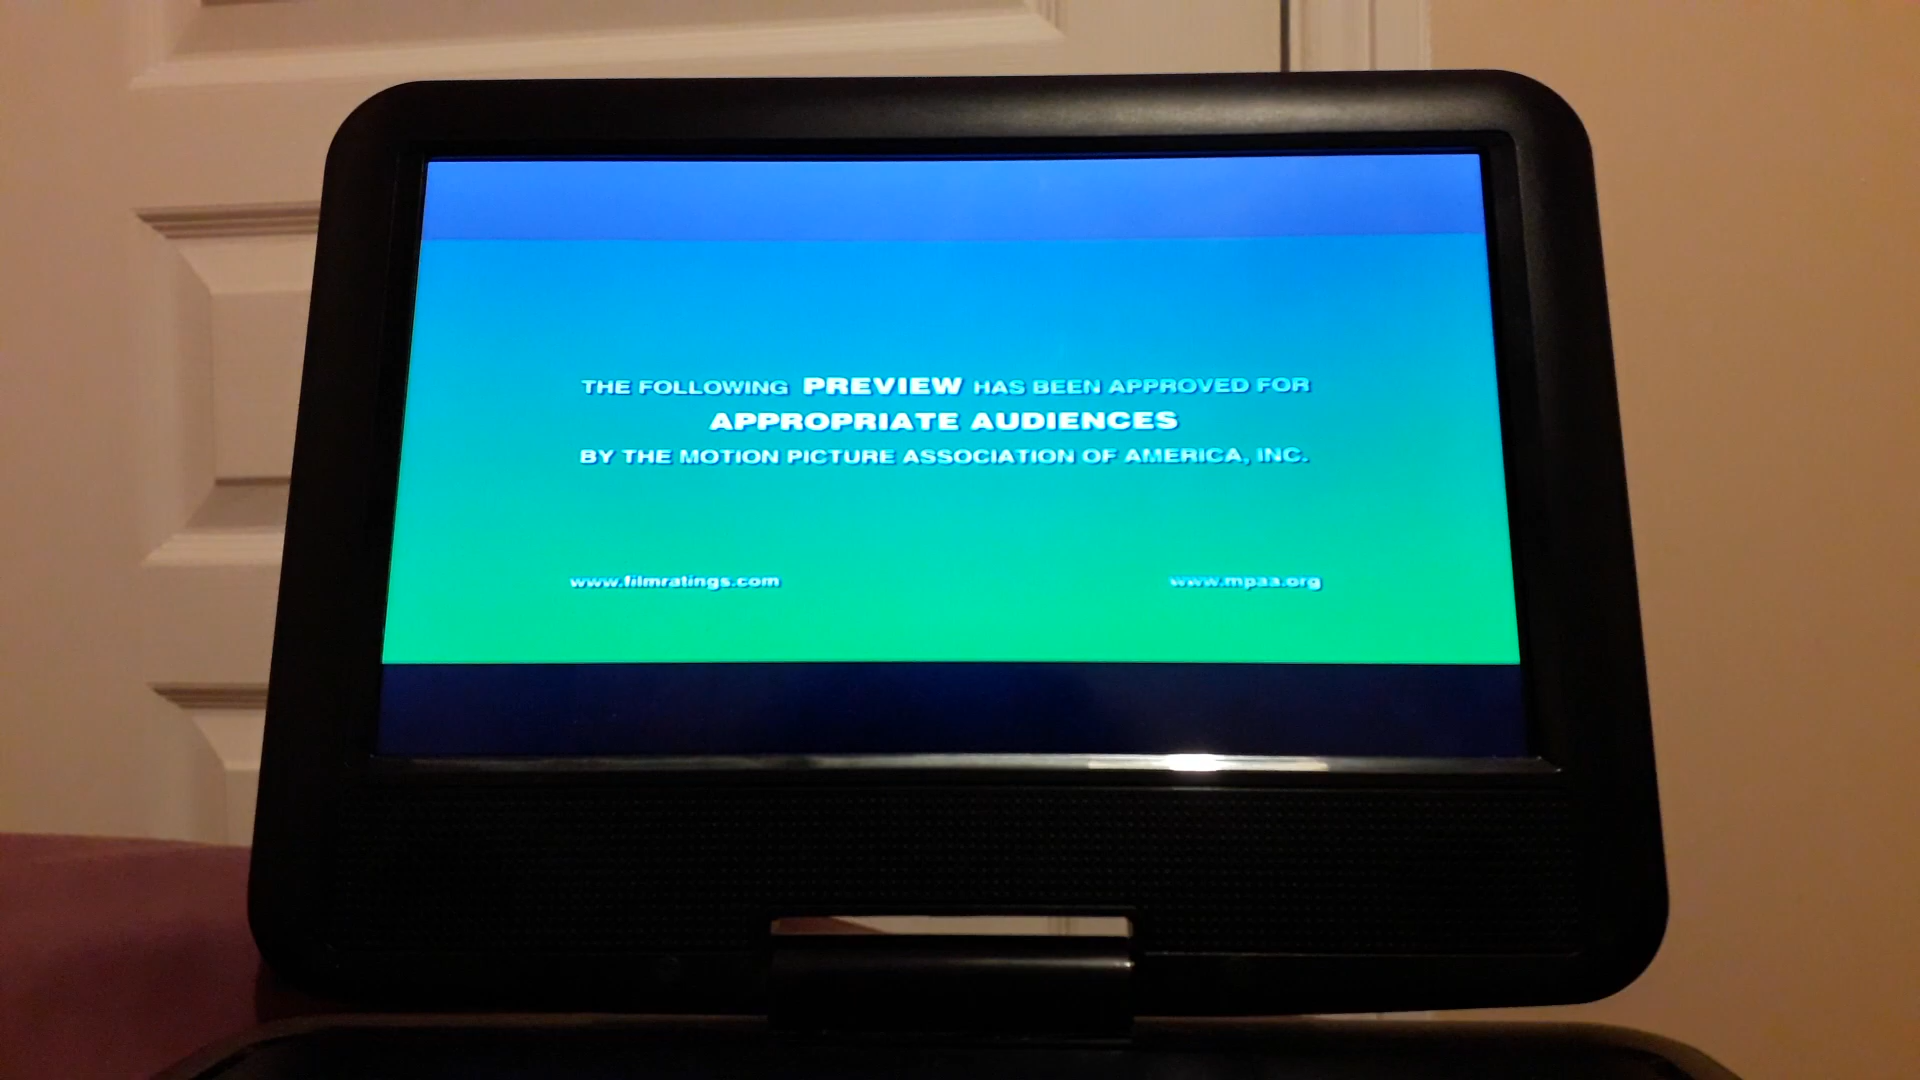 THE FOLLOWING PREVIEW HAS BEEN APPROVED FOR
APPROPRIATE AUDIENCES
BY THE MOTION PICTURE ASSOCIATION OF AMERICA, INC.
www.filmratings.com www.mpaa.org